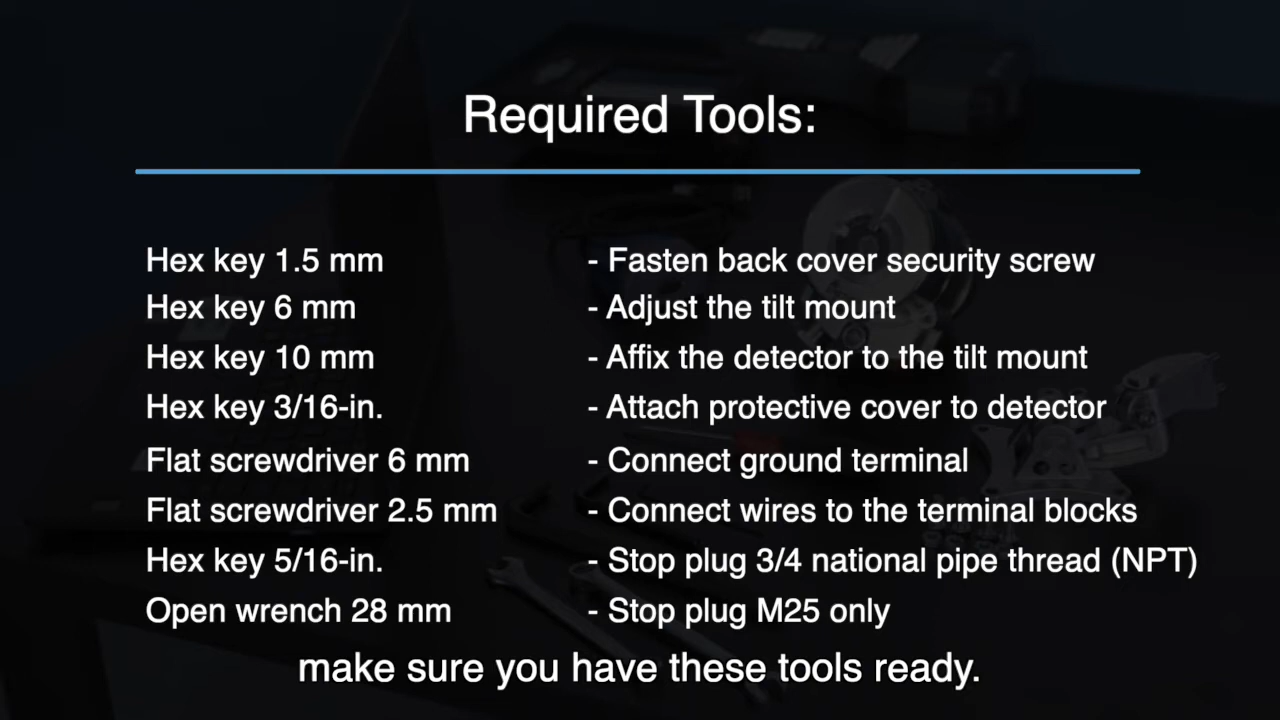 Required Tools:
Hex key 1.5 mm - Fasten back cover security screw
Hex key 6 mm - Adjust the tilt mount
Hex key 10 mm - Affix the detector to the tilt mount
Hex key 3/16-in. - Attach protective cover to detector
Flat screwdriver 6 mm - Connect ground terminal
Flat screwdriver 2.5 mm - Connect wires to the terminal blocks
Hex key 5/16-in. - Stop plug 3/4 national pipe thread (NPT)
Open wrench 28 mm - Stop plug M25 only
make sure you have these tools ready.